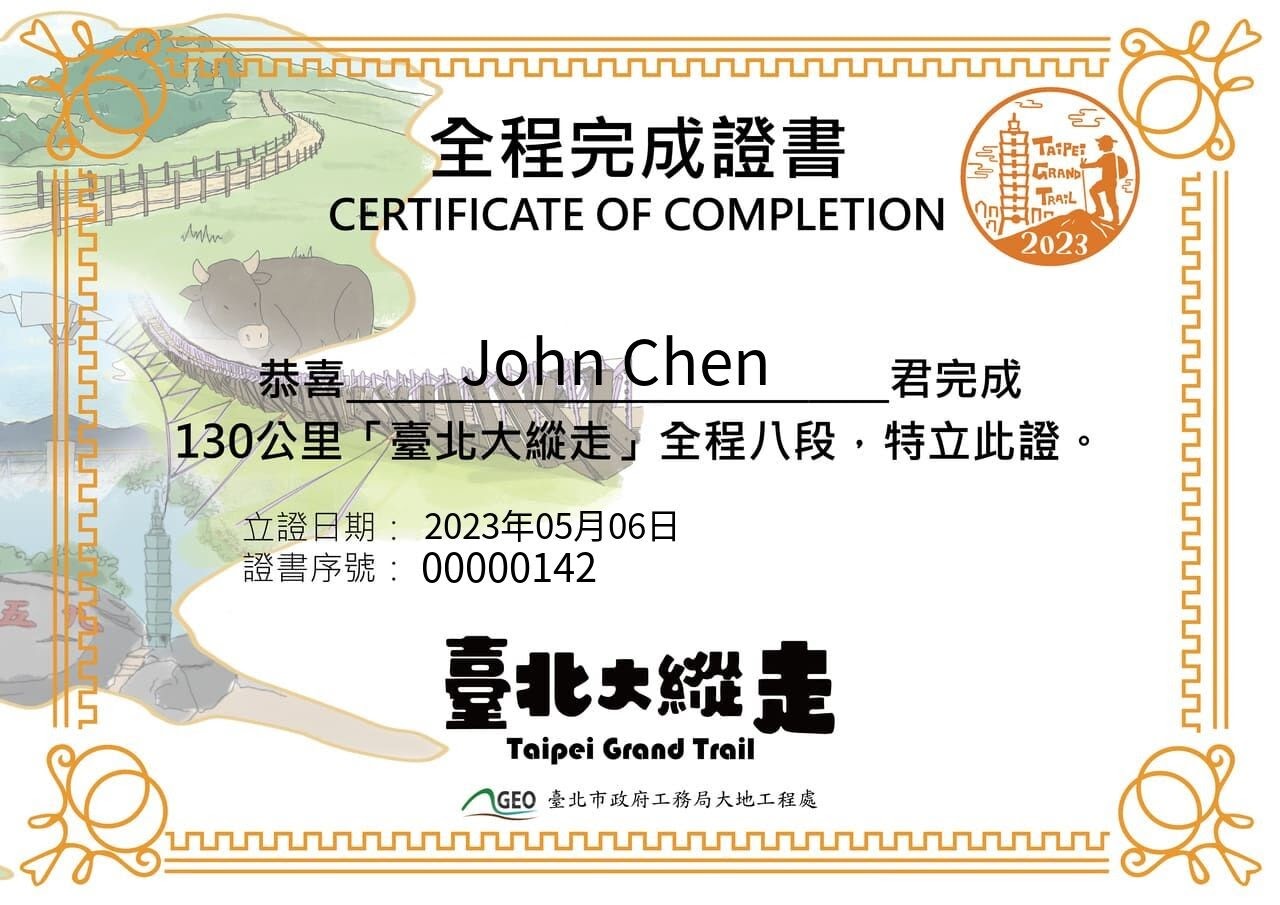 全程完成證書
CERTIFICATE OF COMPLETION
TAIPEI
GRAND
TRAIL
2023
恭喜 John Chen 君完成
130公里「臺北大縱走」全程八段，特立此證。
立證日期： 2023年05月06日
證書序號： 00000142
五 九
臺北大縱走
Taipei Grand Trail
GEO 臺北市政府工務局大地工程處